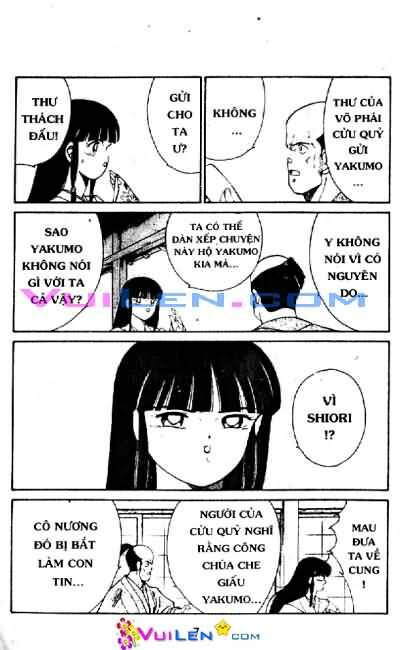 THƯ CỦA
VÕ PHÁI
CỬU QUỶ
GỬI
YAKUMO
KHÔNG
...
GỬI
CHO
TA
Ư?
THƯ
THÁCH
ĐẤU!
Y KHÔNG
NÓI VÌ CÓ
NGUYÊN
DO...
TA CÓ THỂ
DÀN XẾP CHUYỆN
NÀY HỘ YAKUMO
KIA MÀ...
SAO
YAKUMO
KHÔNG NÓI
GÌ VỚI TA
CẢ VẬY?
VUILEN.COM
VÌ
SHIORI
!?
MAU
ĐƯA
TA VỀ
CUNG
!
NGƯỜI CỦA
CỬU QUỶ NGHĨ
RẰNG CÔNG
CHÚA CHE
GIẤU
YAKUMO...
CÔ NƯƠNG
ĐÓ BỊ BẮT
LÀM CON
TIN...
7
VUILEN.COM